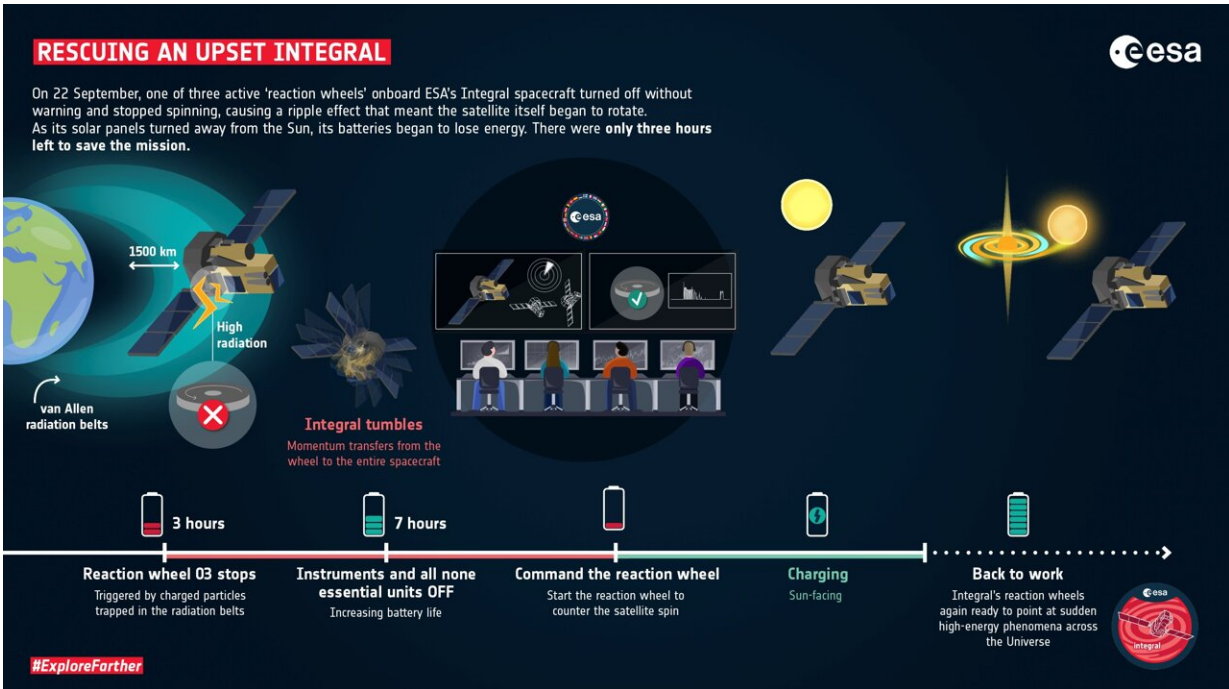 RESCUING AN UPSET INTEGRAL
esa
On 22 September, one of three active 'reaction wheels' onboard ESA's Integral spacecraft turned off without
warning and stopped spinning, causing a ripple effect that meant the satellite itself began to rotate.
As its solar panels turned away from the Sun, its batteries began to lose energy. There were only three hours
left to save the mission.
esa
1500 km
High
radiation
van Allen
radiation belts
Integral tumbles
Momentum transfers from the
wheel to the entire spacecraft
3 hours
7 hours
Reaction wheel 03 stops
Triggered by charged particles
trapped in the radiation belts
Instruments and all none
essential units OFF
Increasing battery life
Command the reaction wheel
Start the reaction wheel to
counter the satellite spin
Charging
Sun-facing
Back to work
Integral's reaction wheels
again ready to point at sudden
high-energy phenomena across
the Universe
esa
integral
#ExploreFarther